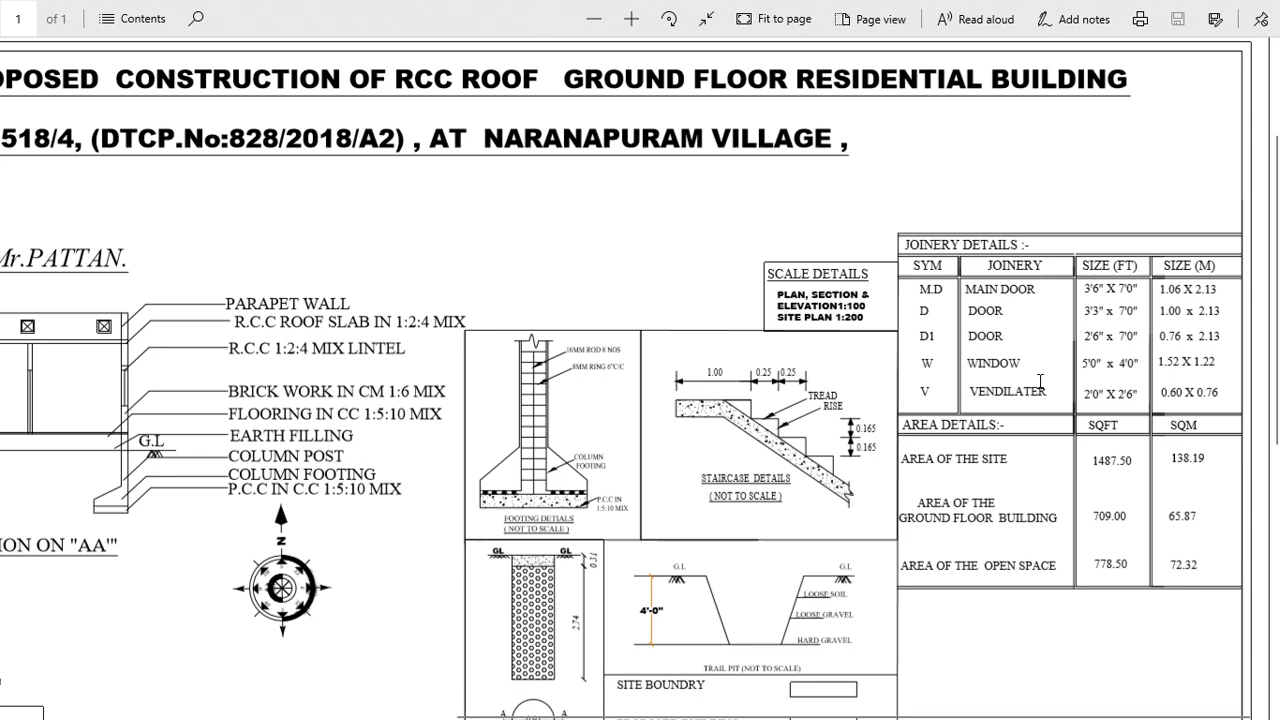 1
of 1
Contents
Fit to page
Page view
Read aloud
Add notes
OPOSED CONSTRUCTION OF RCC ROOF GROUND FLOOR RESIDENTIAL BUILDING
518/4, (DTCP.No:828/2018/A2) , AT NARANAPURAM VILLAGE ,
Mr.PATTAN.
PARAPET WALL
R.C.C ROOF SLAB IN 1:2:4 MIX
R.C.C 1:2:4 MIX LINTEL
BRICK WORK IN CM 1:6 MIX
FLOORING IN CC 1:5:10 MIX
EARTH FILLING
G.L
COLUMN POST
COLUMN FOOTING
P.C.C IN C.C 1:5:10 MIX
ION ON "AA'"
N
SCALE DETAILS
PLAN, SECTION &
ELEVATION1:100
SITE PLAN 1:200
16MM ROD 8 NOS
8MM RING 6"C/C
COLUMN
FOOTING
P.C.C IN
1:5:10 MIX
FOOTING DETIALS
( NOT TO SCALE )
1.00 0.25 0.25
TREAD
RISE
0.165
0.165
STAIRCASE DETAILS
( NOT TO SCALE )
GL GL
0.31
2.74
A A
G.L G.L
4'-0"
LOOSE SOIL
LOOSE GRAVEL
HARD GRAVEL
TRAIL PIT (NOT TO SCALE)
SITE BOUNDRY
JOINERY DETAILS :-
SYM JOINERY SIZE (FT) SIZE (M)
M.D MAIN DOOR 3'6" X 7'0" 1.06 X 2.13
D DOOR 3'3" x 7'0" 1.00 x 2.13
D1 DOOR 2'6" x 7'0" 0.76 x 2.13
W WINDOW 5'0" x 4'0" 1.52 X 1.22
V VENDILATER 2'0" X 2'6" 0.60 X 0.76
AREA DETAILS:- SQFT SQM
AREA OF THE SITE 1487.50 138.19
AREA OF THE
GROUND FLOOR BUILDING 709.00 65.87
AREA OF THE OPEN SPACE 778.50 72.32